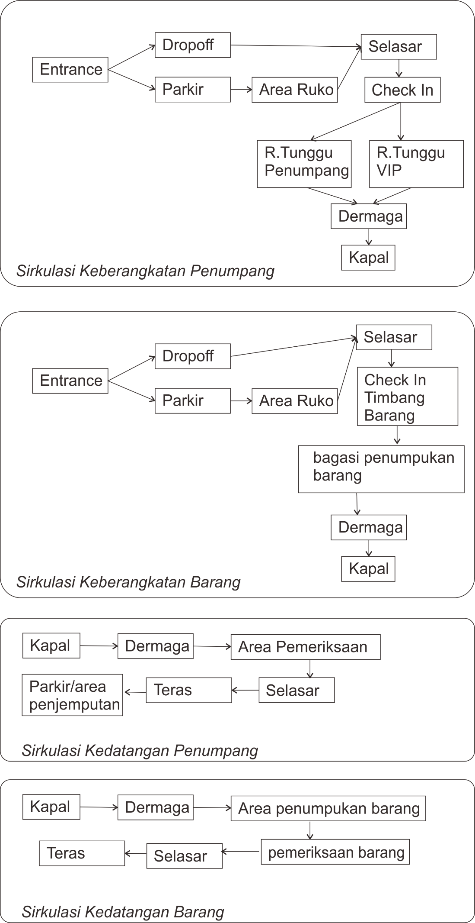 Dropoff
Selasar
Entrance
Parkir
Area Ruko
Check In
R.Tunggu
Penumpang
R.Tunggu
VIP
Dermaga
Kapal
Sirkulasi Keberangkatan Penumpang
Selasar
Dropoff
Entrance
Check In
Timbang
Barang
Parkir
Area Ruko
bagasi penumpukan
barang
Dermaga
Kapal
Sirkulasi Keberangkatan Barang
Kapal
Dermaga
Area Pemeriksaan
Parkir/area
penjemputan
Teras
Selasar
Sirkulasi Kedatangan Penumpang
Kapal
Dermaga
Area penumpukan barang
Teras
Selasar
pemeriksaan barang
Sirkulasi Kedatangan Barang